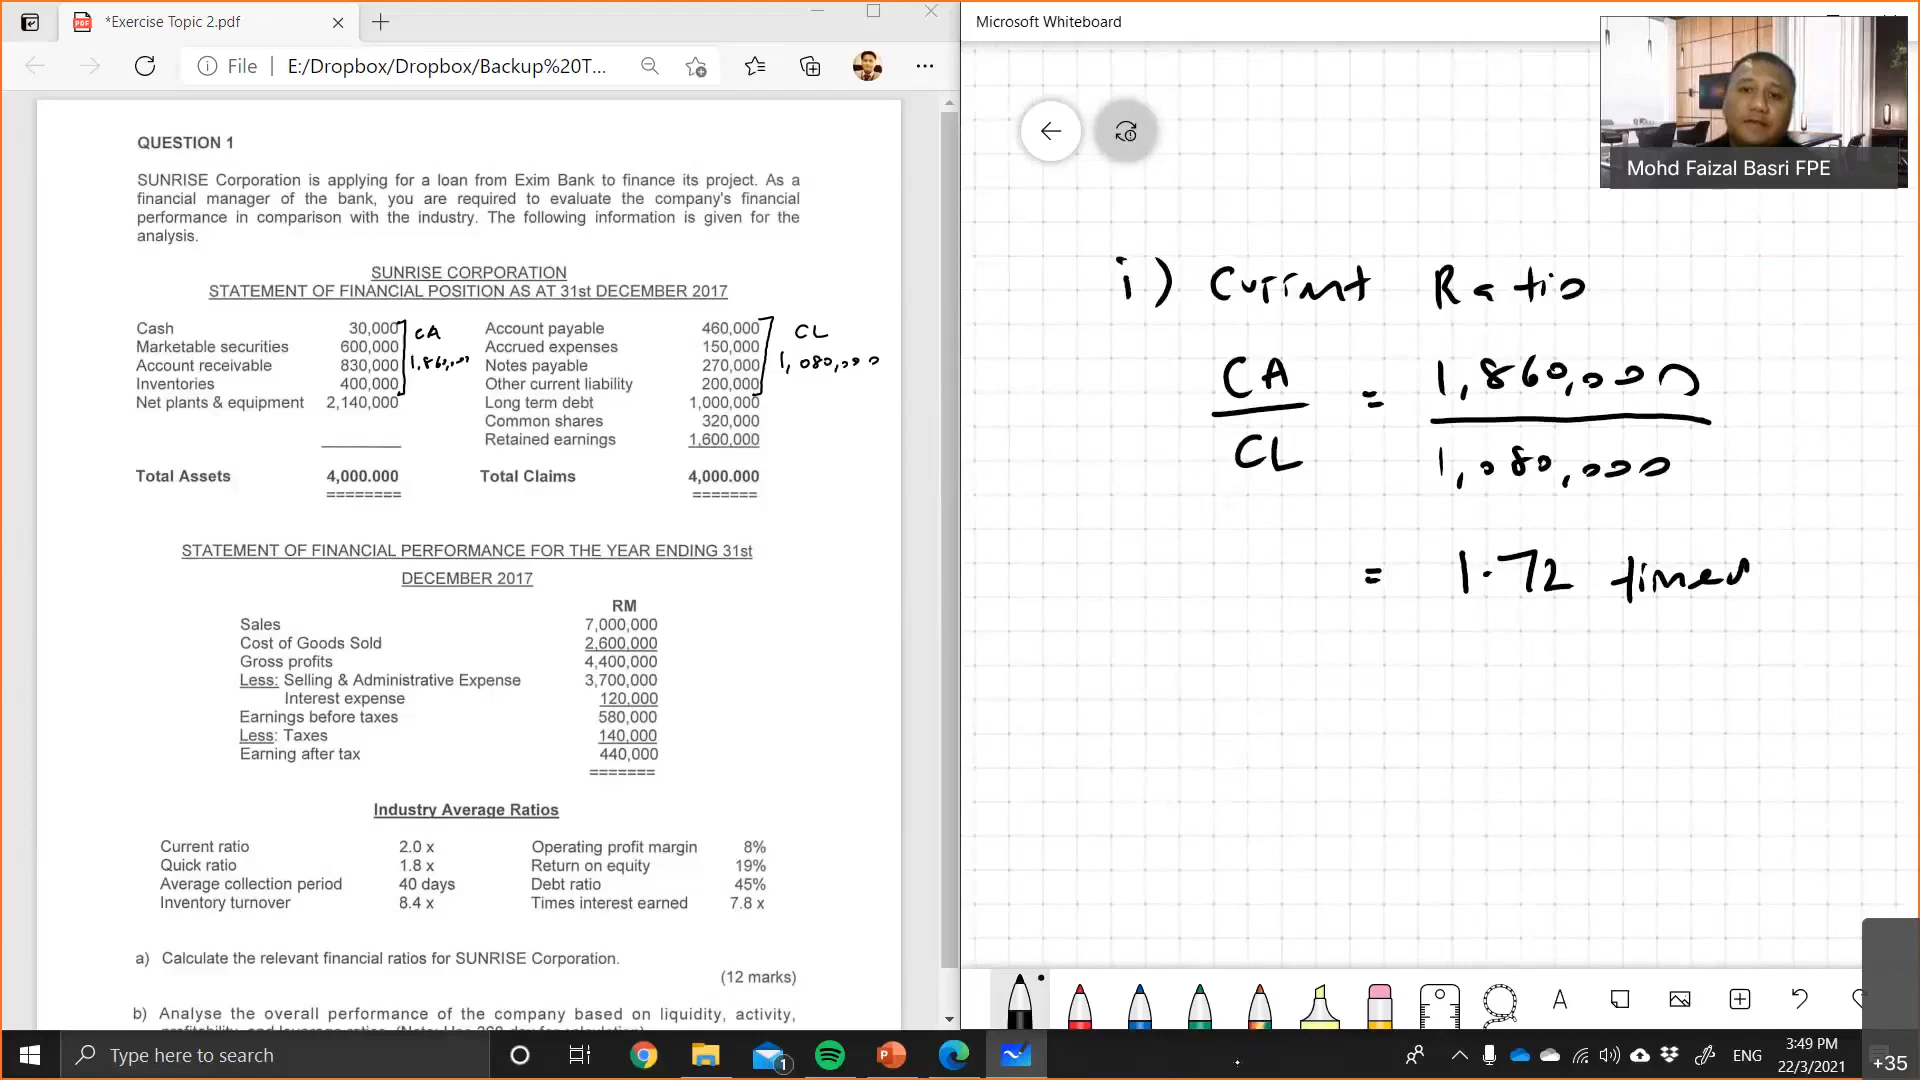 *Exercise Topic 2.pdf
File
E:/Dropbox/Dropbox/Backup%20T...
QUESTION 1
SUNRISE Corporation is applying for a loan from Exim Bank to finance its project. As a
financial manager of the bank, you are required to evaluate the company's financial
performance in comparison with the industry. The following information is given for the
analysis.
SUNRISE CORPORATION
STATEMENT OF FINANCIAL POSITION AS AT 31st DECEMBER 2017
Cash 30,000 CA Account payable 460,000 CL
Marketable securities 600,000 Accrued expenses 150,000
Account receivable 830,000 1,860,000 Notes payable 270,000 1,080,000
Inventories 400,000 Other current liability 200,000
Net plants & equipment 2,140,000 Long term debt 1,000,000
Common shares 320,000
Retained earnings 1,600,000
Total Assets 4,000.000 Total Claims 4,000.000
======== =======
STATEMENT OF FINANCIAL PERFORMANCE FOR THE YEAR ENDING 31st
DECEMBER 2017
RM
Sales 7,000,000
Cost of Goods Sold 2,600,000
Gross profits 4,400,000
Less: Selling & Administrative Expense 3,700,000
Interest expense 120,000
Earnings before taxes 580,000
Less: Taxes 140,000
Earning after tax 440,000
=======
Industry Average Ratios
Current ratio 2.0 x Operating profit margin 8%
Quick ratio 1.8 x Return on equity 19%
Average collection period 40 days Debt ratio 45%
Inventory turnover 8.4 x Times interest earned 7.8 x
a) Calculate the relevant financial ratios for SUNRISE Corporation.
(12 marks)
b) Analyse the overall performance of the company based on liquidity, activity,
Microsoft Whiteboard
Mohd Faizal Basri FPE
i) Current Ratio
CA = 1,860,000
CL 1,080,000
= 1.72 times
Type here to search
1
ENG
3:49 PM
22/3/2021
+35